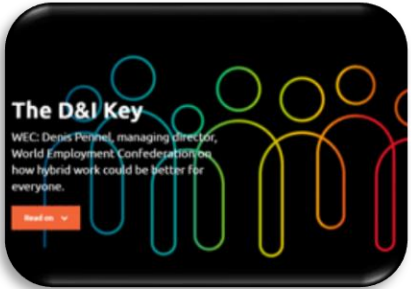 The D&I Key
WEC: Denis Pennel, managing director,
World Employment Confederation on
how hybrid work could be better for
everyone.
Read on